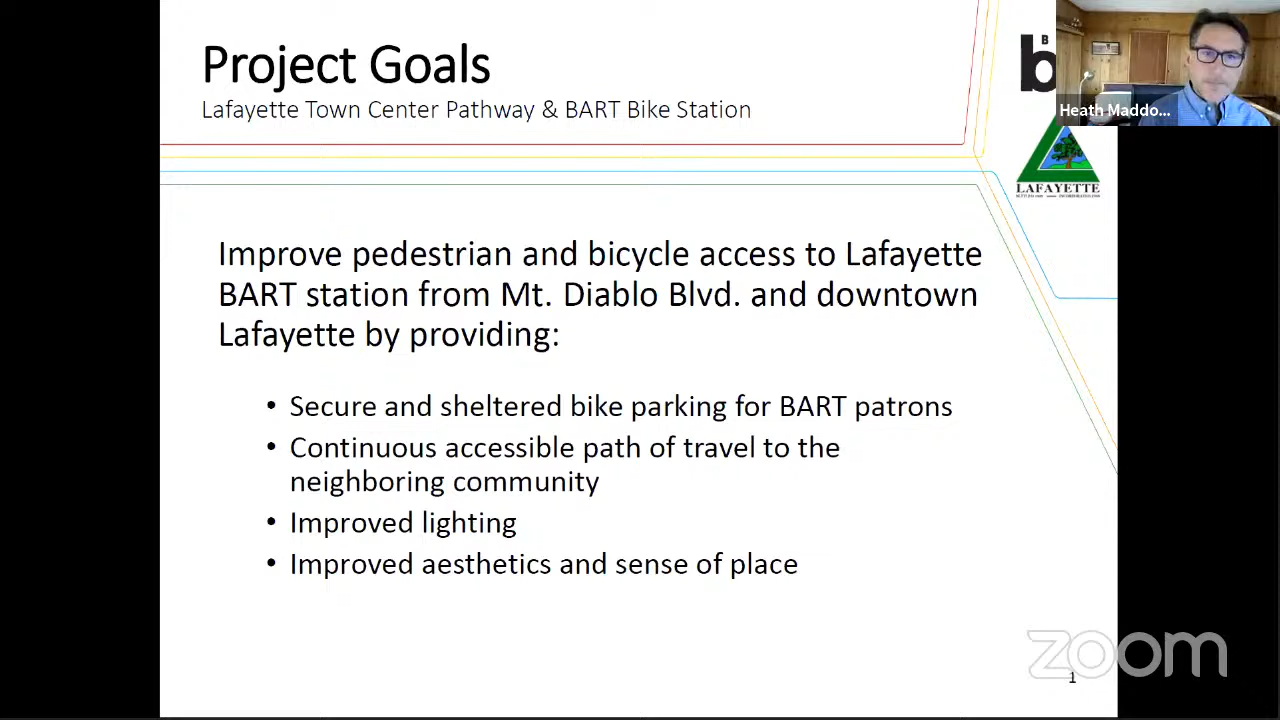 Project Goals
Lafayette Town Center Pathway & BART Bike Station
Heath Maddo...
LAFAYETTE
Improve pedestrian and bicycle access to Lafayette
BART station from Mt. Diablo Blvd. and downtown
Lafayette by providing:
• Secure and sheltered bike parking for BART patrons
• Continuous accessible path of travel to the
neighboring community
• Improved lighting
• Improved aesthetics and sense of place
zoom
1